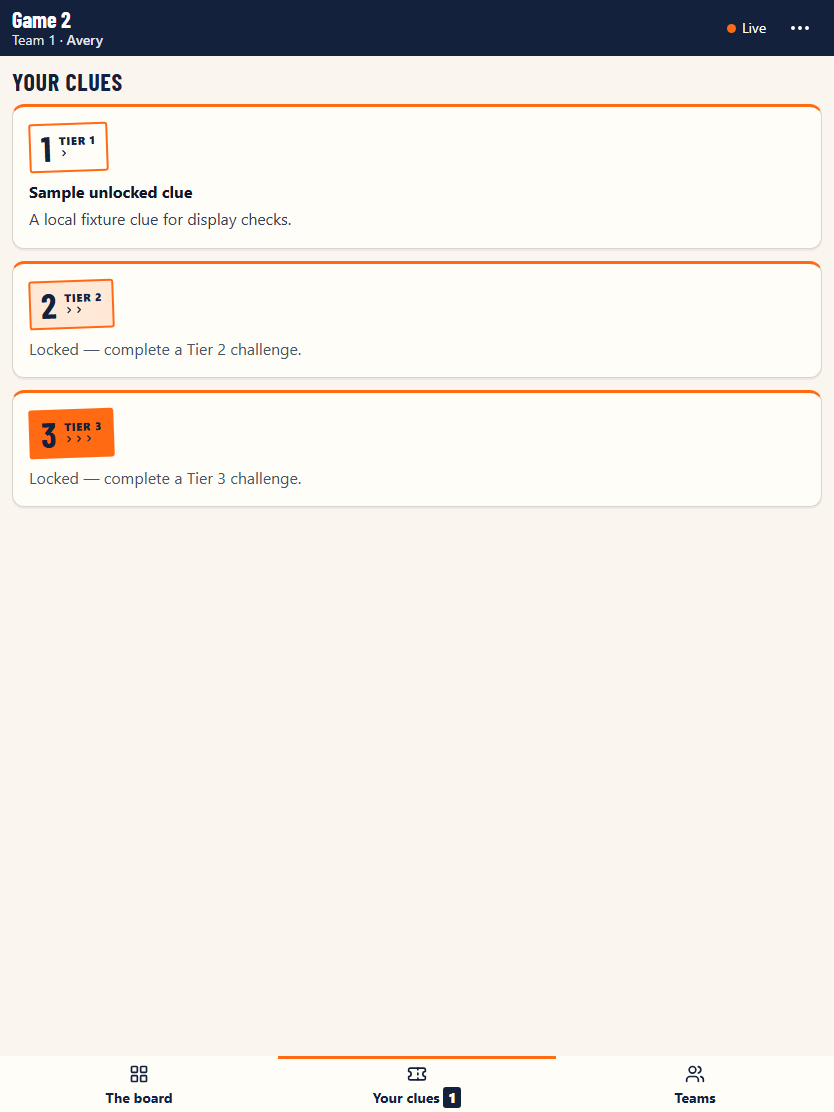 Game 2
Team 1 · Avery
Live
YOUR CLUES
1 TIER 1
›
Sample unlocked clue
A local fixture clue for display checks.
2 TIER 2
› ›
Locked — complete a Tier 2 challenge.
3 TIER 3
› › ›
Locked — complete a Tier 3 challenge.
The board
Your clues 1
Teams